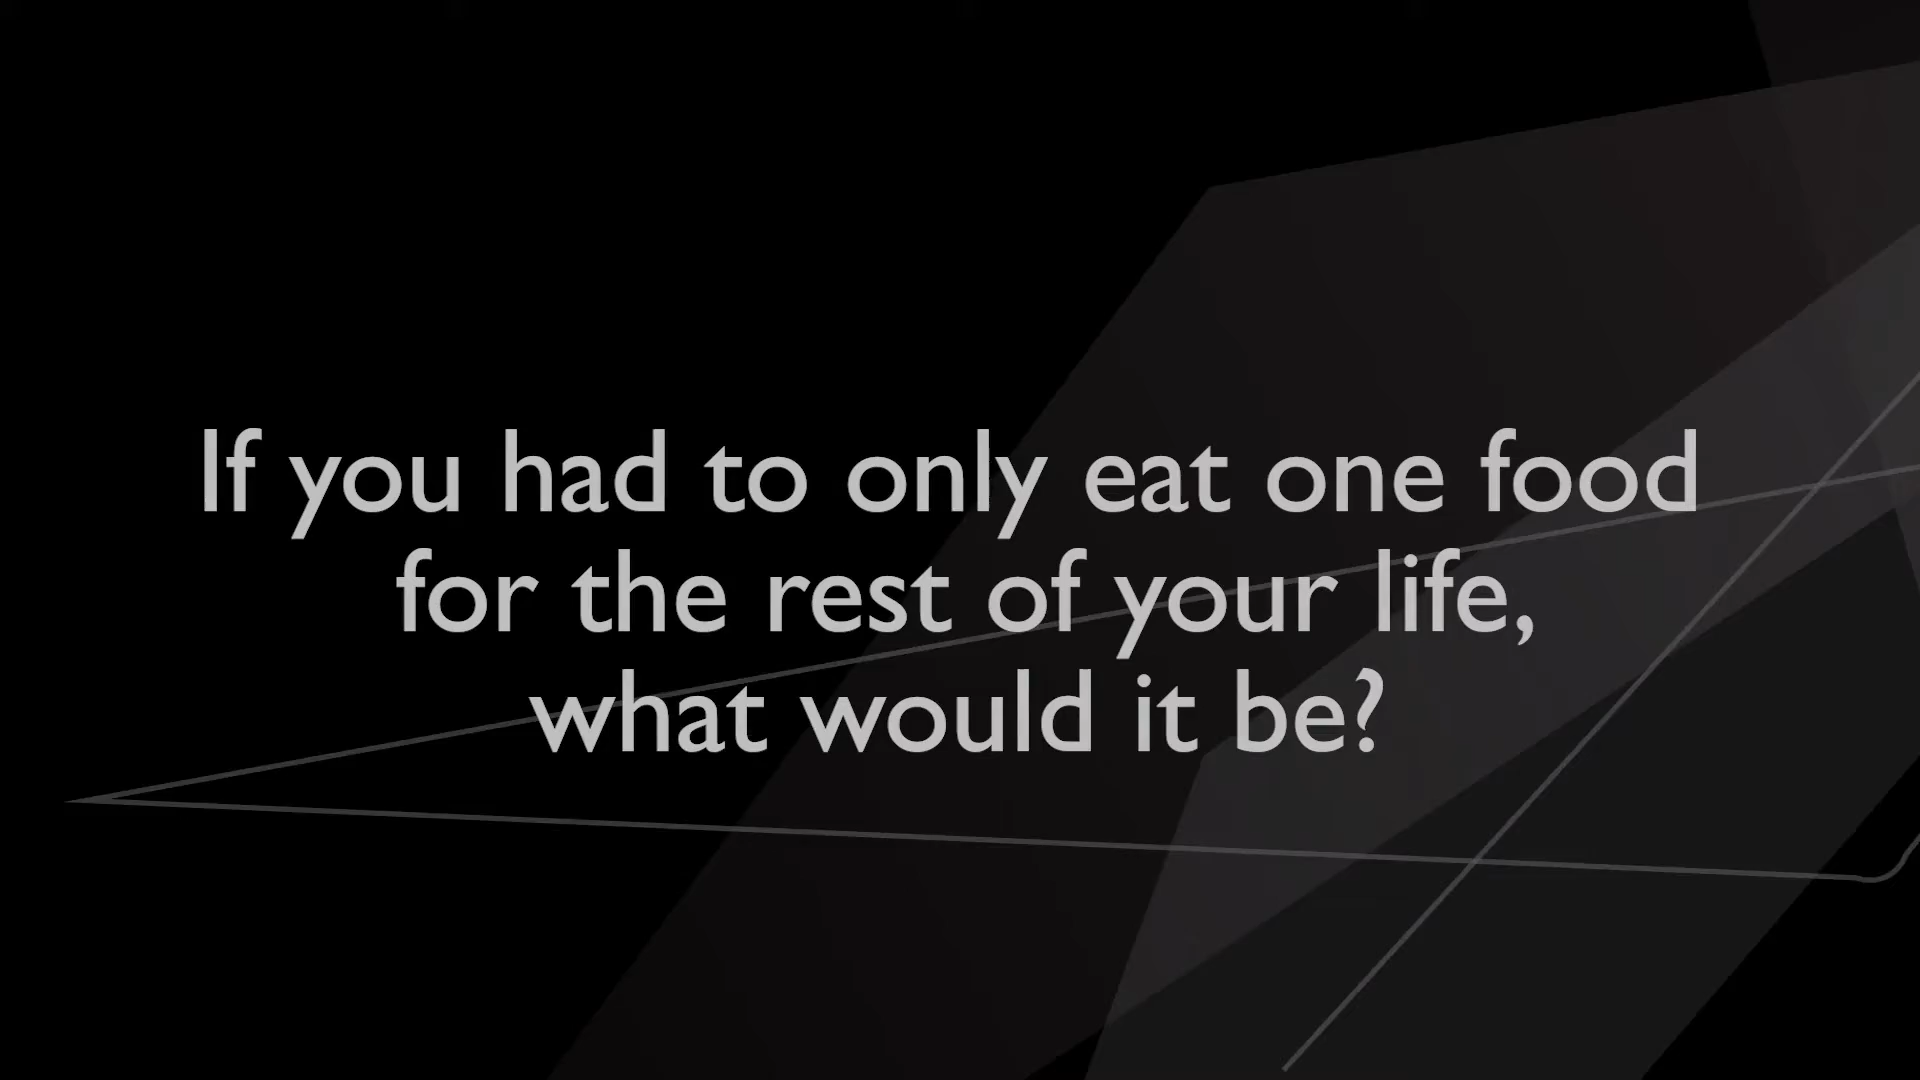 If you had to only eat one food
for the rest of your life,
what would it be?